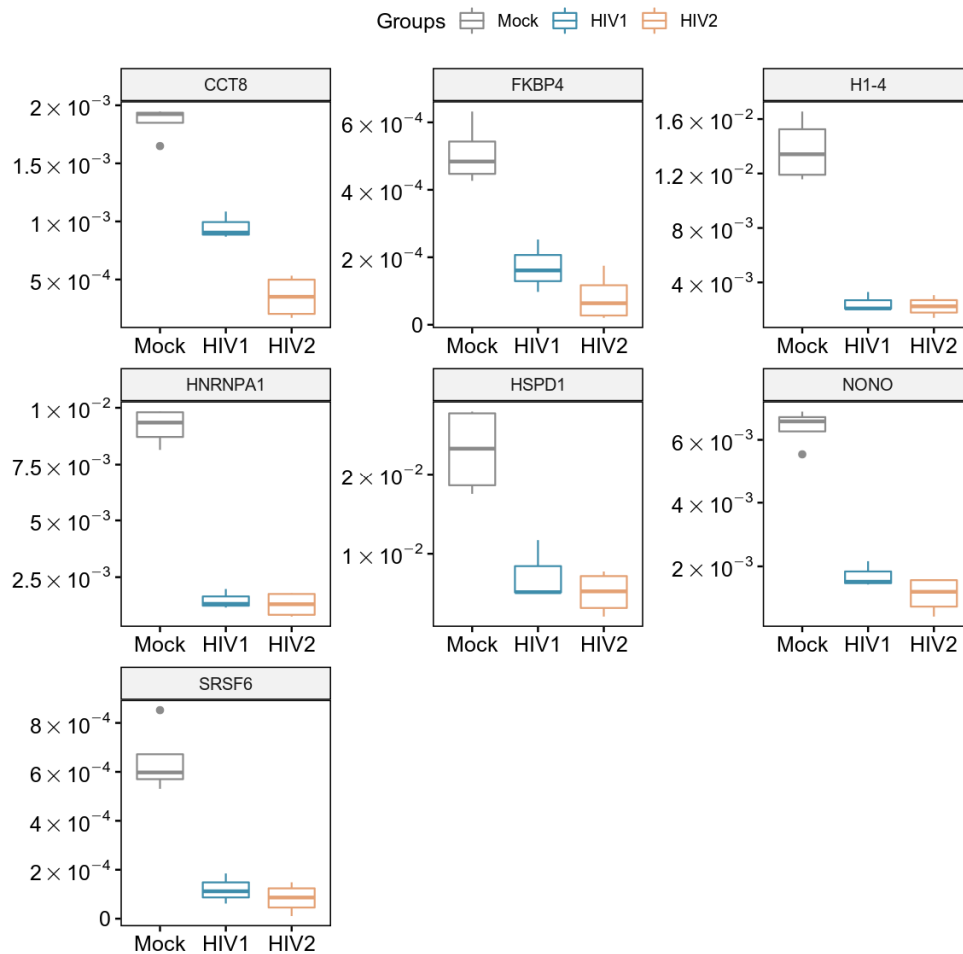 Groups Mock HIV1 HIV2
CCT8 FKBP4 H1-4
2 × 10⁻³
1.5 × 10⁻³
1 × 10⁻³
5 × 10⁻⁴
6 × 10⁻⁴
4 × 10⁻⁴
2 × 10⁻⁴
0
1.6 × 10⁻²
1.2 × 10⁻²
8 × 10⁻³
4 × 10⁻³
Mock HIV1 HIV2 Mock HIV1 HIV2 Mock HIV1 HIV2
HNRNPA1 HSPD1 NONO
1 × 10⁻²
7.5 × 10⁻³
5 × 10⁻³
2.5 × 10⁻³
2 × 10⁻²
1 × 10⁻²
6 × 10⁻³
4 × 10⁻³
2 × 10⁻³
Mock HIV1 HIV2 Mock HIV1 HIV2 Mock HIV1 HIV2
SRSF6
8 × 10⁻⁴
6 × 10⁻⁴
4 × 10⁻⁴
2 × 10⁻⁴
0
Mock HIV1 HIV2